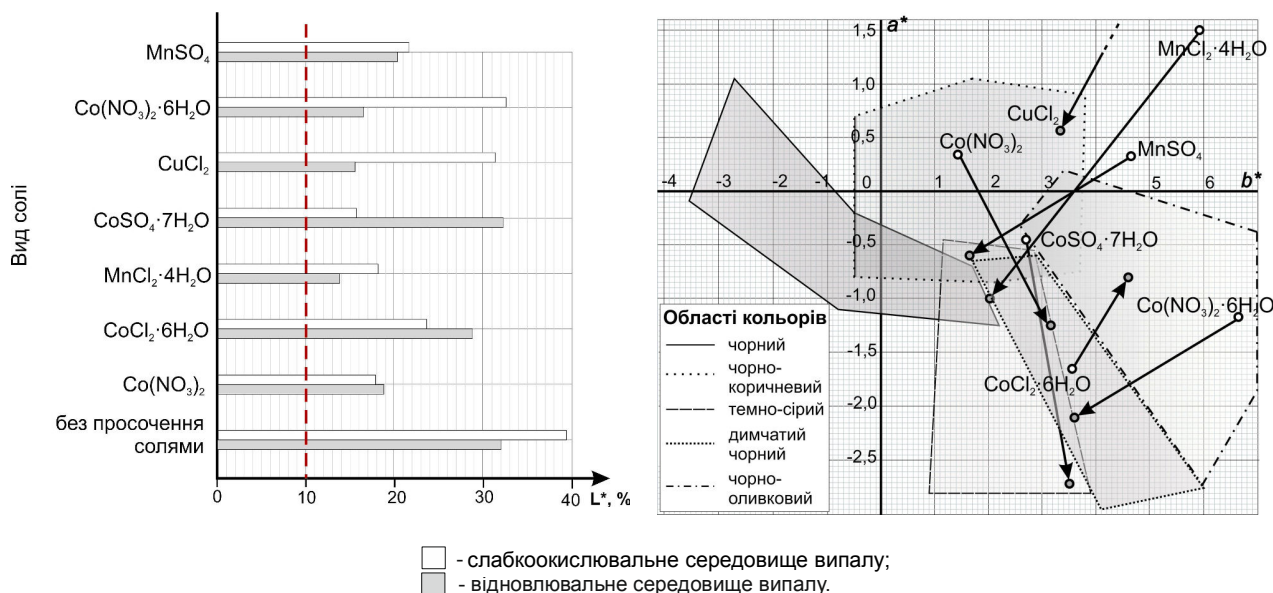 Вид солі
MnSO₄
Co(NO₃)₂·6H₂O
CuCl₂
CoSO₄·7H₂O
MnCl₂·4H₂O
CoCl₂·6H₂O
Co(NO₃)₂
без просочення
солями
0 10 20 30 40 L*, %
a*
1,5
1,0
0,5
0
-0,5
-1,0
-1,5
-2,0
-2,5
-4 -3 -2 -1 1 2 3 4 5 6 b*
MnCl₂·4H₂O
CuCl₂
Co(NO₃)₂
MnSO₄
CoSO₄·7H₂O
Co(NO₃)₂·6H₂O
CoCl₂·6H₂O
Області кольорів
чорний
чорно-
коричневий
темно-сірий
димчатий
чорний
чорно-
оливковий
- слабкоокислювальне середовище випалу;
- відновлювальне середовище випалу.